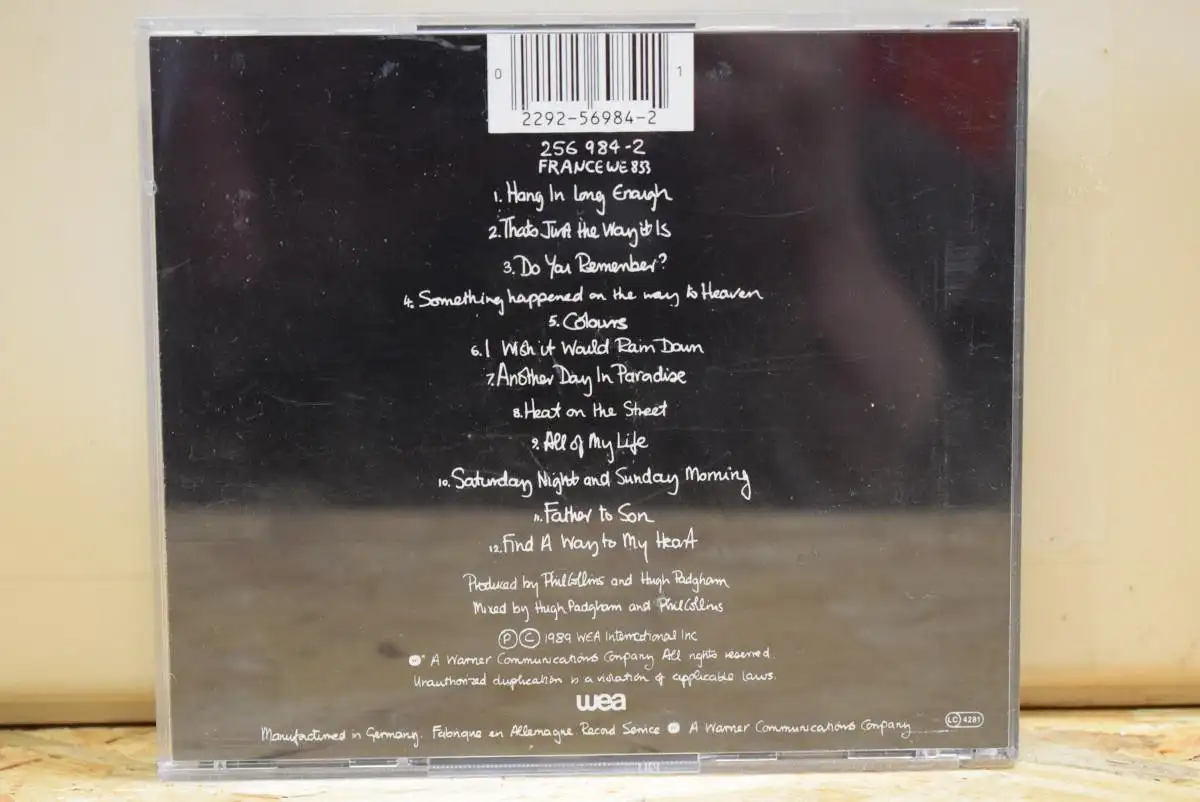 0 1
2292-56984-2
256 984-2
FRANCE WE 853
1. Hang In Long Enough
2. Thats Just the Way it Is
3. Do You Remember?
4. Something happened on the way to Heaven
5. Colours
6. I Wish it Would Rain Down
7. Another Day In Paradise
8. Heat on the Street
9. All of My Life
10. Saturday Night and Sunday Morning
11. Father to Son
12. Find A Way to My Heart
Produced by Phil Collins and Hugh Padgham
Mixed by Hugh Padgham and Phil Collins
Ⓟ Ⓒ 1989 WEA International Inc
A Warner Communications Company All rights reserved.
Unauthorized duplication is a violation of applicable laws.
wea
Manufactured in Germany. Fabrique en Allemagne. Record Service A Warner Communications Company
LC 4281